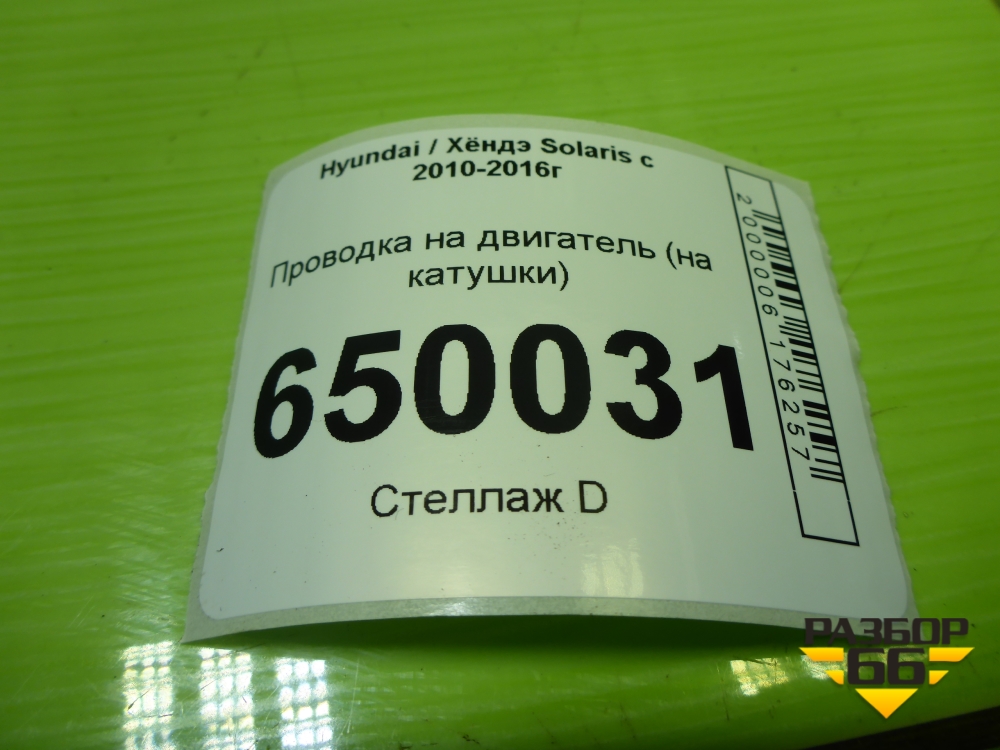 Hyundai / Хёндэ Solaris с
2010-2016г
Проводка на двигатель (на
катушки)
650031
Стеллаж D
2000006176257
РАЗБОР
66